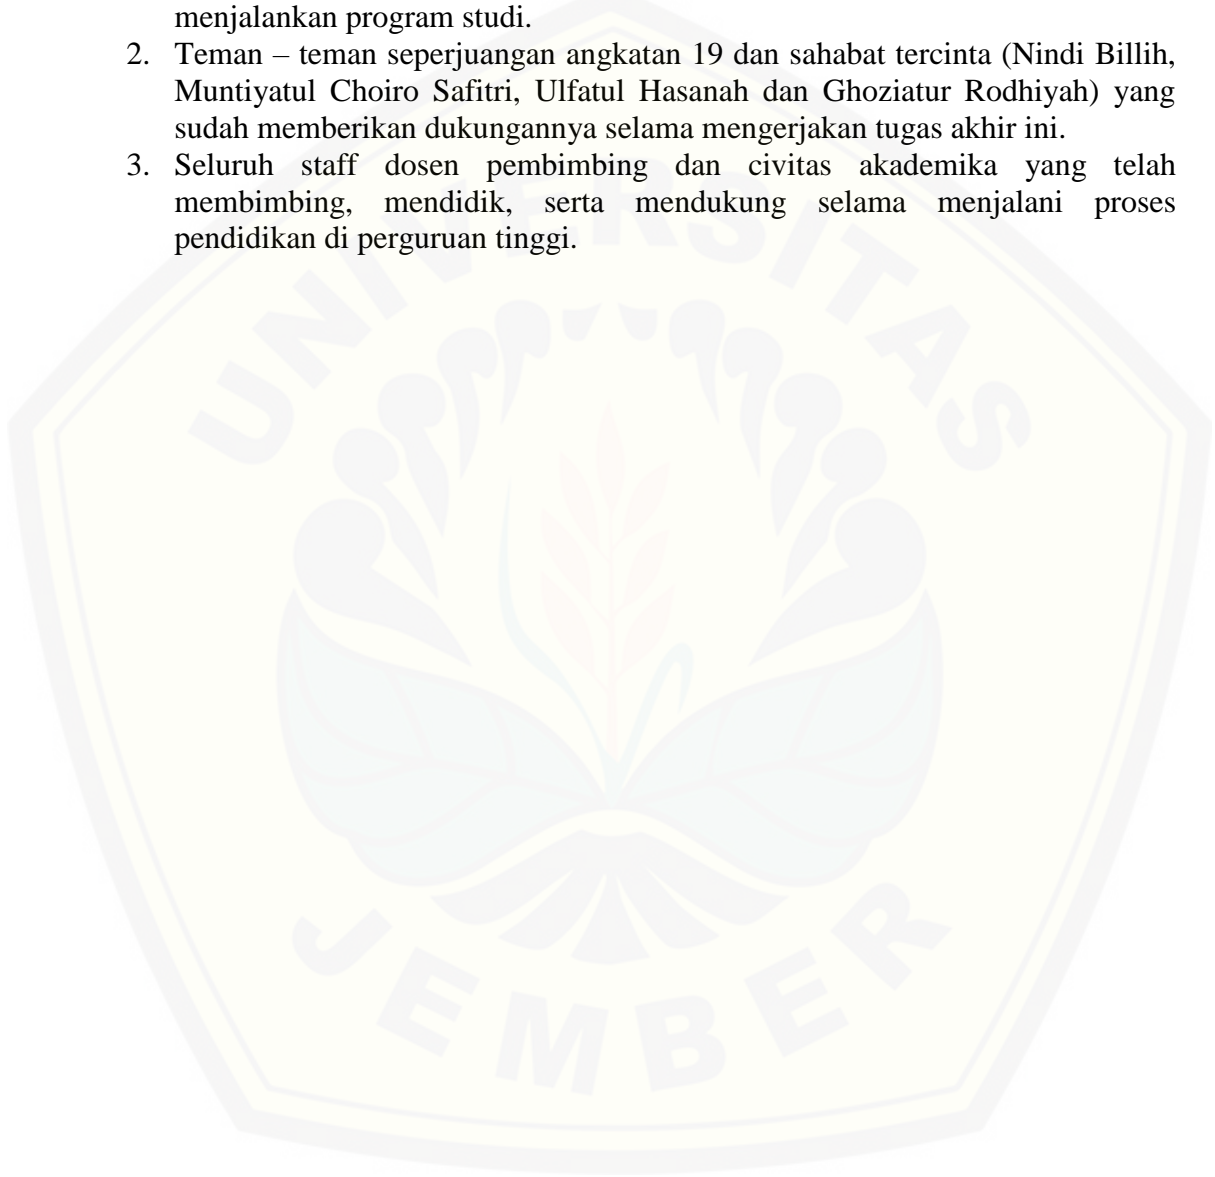 menjalankan program studi.
2. Teman – teman seperjuangan angkatan 19 dan sahabat tercinta (Nindi Billih,
Muntiyatul Choiro Safitri, Ulfatul Hasanah dan Ghoziatur Rodhiyah) yang
sudah memberikan dukungannya selama mengerjakan tugas akhir ini.
3. Seluruh staff dosen pembimbing dan civitas akademika yang telah
membimbing, mendidik, serta mendukung selama menjalani proses
pendidikan di perguruan tinggi.
UNIVERSITAS
JEMBER